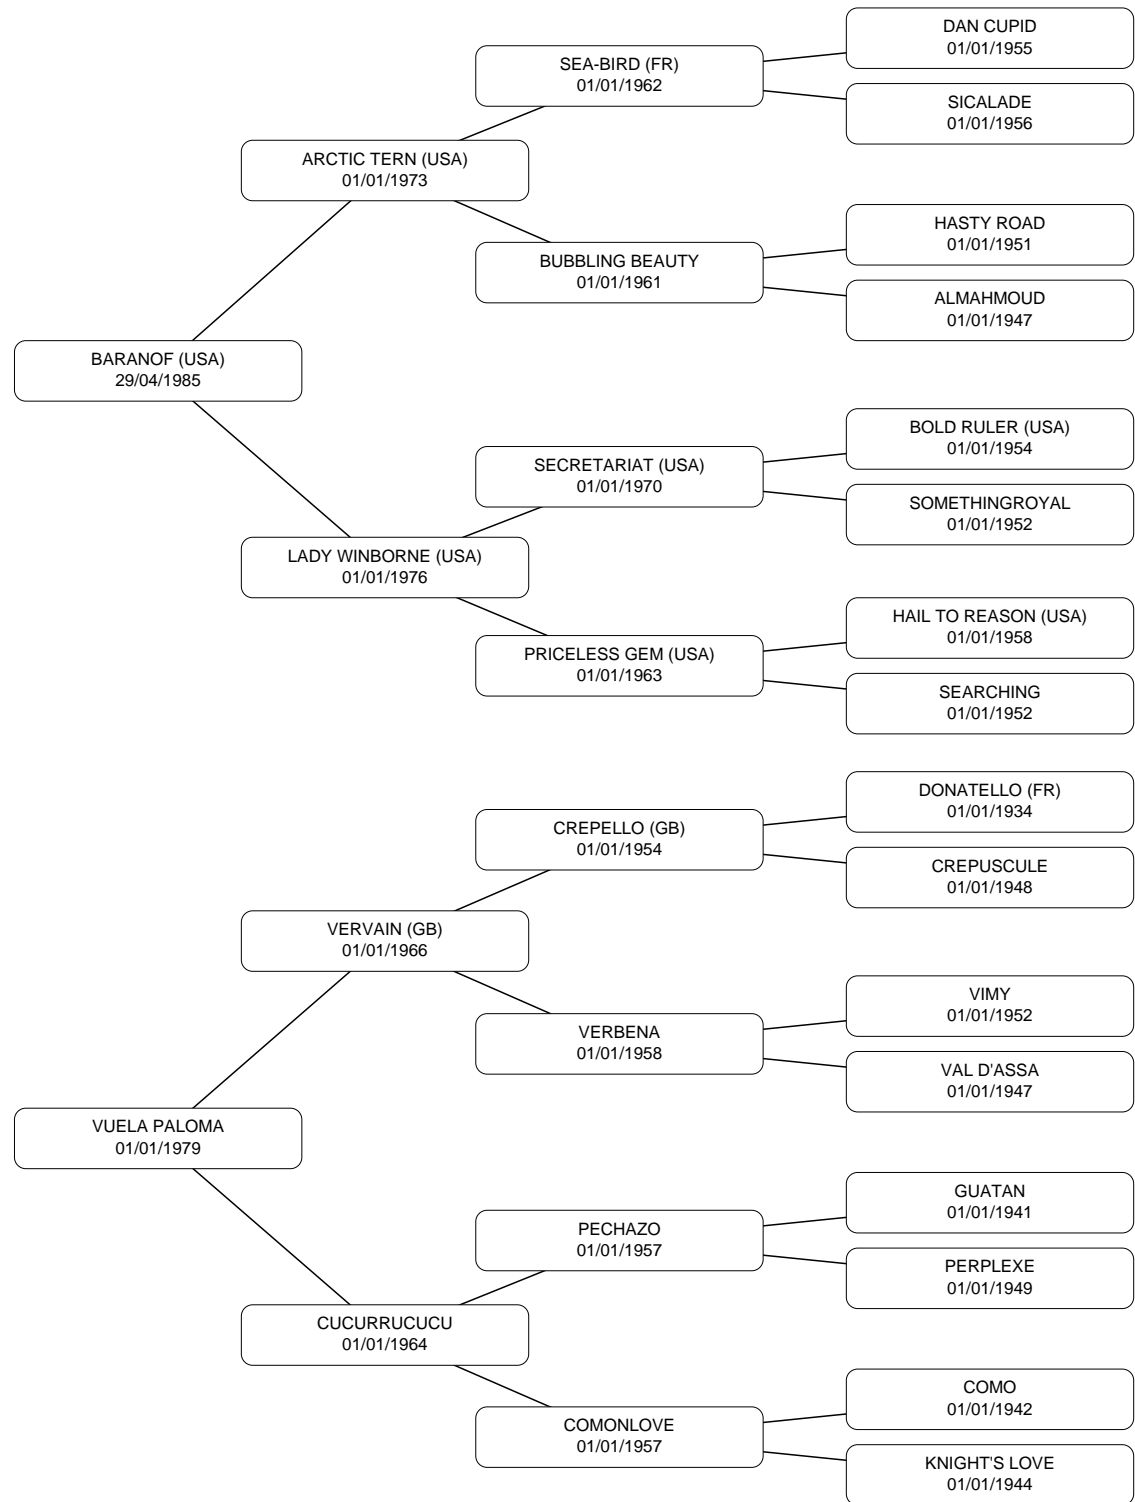 DAN CUPID
01/01/1955
SEA-BIRD (FR)
01/01/1962
SICALADE
01/01/1956
ARCTIC TERN (USA)
01/01/1973
HASTY ROAD
01/01/1951
BUBBLING BEAUTY
01/01/1961
ALMAHMOUD
01/01/1947
BARANOF (USA)
29/04/1985
BOLD RULER (USA)
01/01/1954
SECRETARIAT (USA)
01/01/1970
SOMETHINGROYAL
01/01/1952
LADY WINBORNE (USA)
01/01/1976
HAIL TO REASON (USA)
01/01/1958
PRICELESS GEM (USA)
01/01/1963
SEARCHING
01/01/1952
DONATELLO (FR)
01/01/1934
CREPELLO (GB)
01/01/1954
CREPUSCULE
01/01/1948
VERVAIN (GB)
01/01/1966
VIMY
01/01/1952
VERBENA
01/01/1958
VAL D'ASSA
01/01/1947
VUELA PALOMA
01/01/1979
GUATAN
01/01/1941
PECHAZO
01/01/1957
PERPLEXE
01/01/1949
CUCURRUCUCU
01/01/1964
COMO
01/01/1942
COMONLOVE
01/01/1957
KNIGHT'S LOVE
01/01/1944